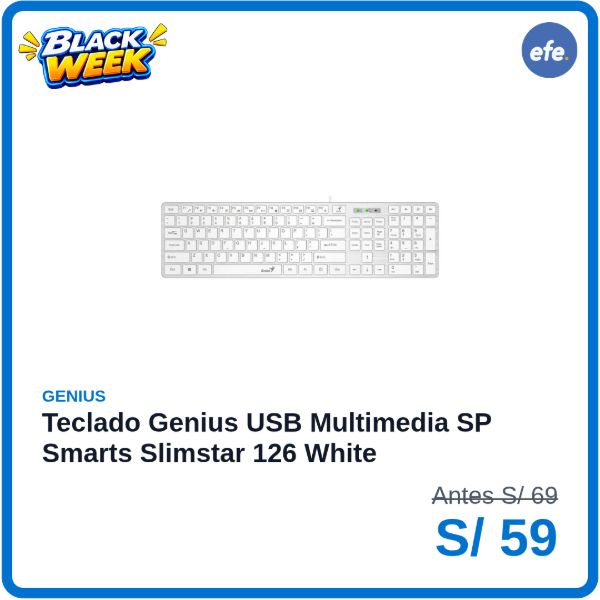 BLACK
WEEK
efe.
GENIUS
Teclado Genius USB Multimedia SP
Smarts Slimstar 126 White
Antes S/ 69
S/ 59